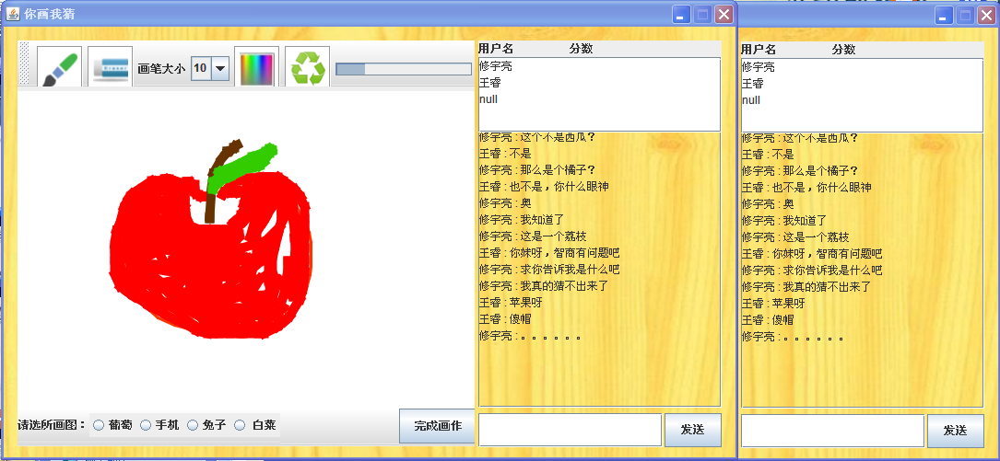 你画我猜
画笔大小 10
用户名 分数
修宇亮
王睿
null
修宇亮 : 这个不是西瓜？
王睿 : 不是
修宇亮 : 那么是个橘子？
王睿 : 也不是，你什么眼神
修宇亮 : 奥
修宇亮 : 我知道了
修宇亮 : 这是一个荔枝
王睿 : 你妹呀，智商有问题吧
修宇亮 : 求你告诉我是什么吧
修宇亮 : 我真的猜不出来了
王睿 : 苹果呀
王睿 : 傻帽
修宇亮 : 。。。。。。
请选所画图： 葡萄 手机 兔子 白菜
完成画作
发送
用户名 分数
修宇亮
王睿
null
修宇亮 : 这个不是西瓜？
王睿 : 不是
修宇亮 : 那么是个橘子？
王睿 : 也不是，你什么眼神
修宇亮 : 奥
修宇亮 : 我知道了
修宇亮 : 这是一个荔枝
王睿 : 你妹呀，智商有问题吧
修宇亮 : 求你告诉我是什么吧
修宇亮 : 我真的猜不出来了
王睿 : 苹果呀
王睿 : 傻帽
修宇亮 : 。。。。。。
发送